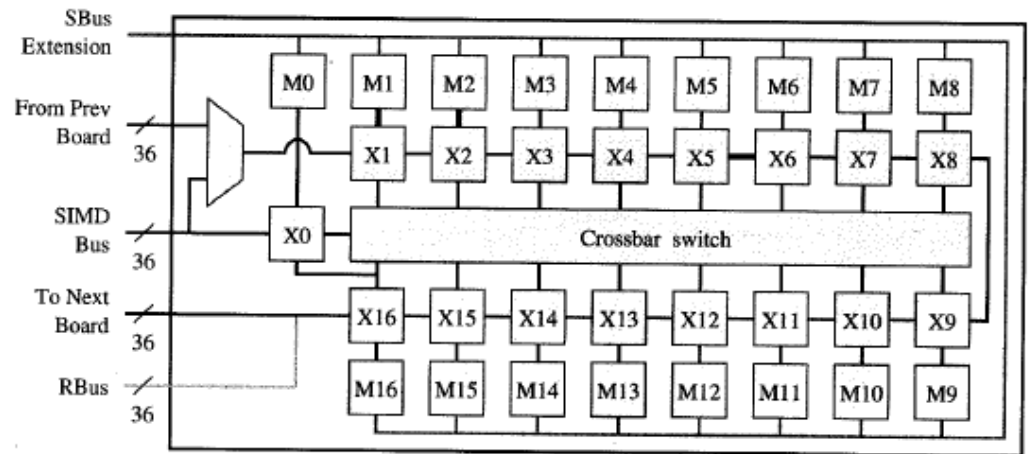 SBus
Extension
M0 M1 M2 M3 M4 M5 M6 M7 M8
From Prev
Board
36
X1 X2 X3 X4 X5 X6 X7 X8
SIMD
Bus
36
X0 Crossbar switch
To Next
Board
36
X16 X15 X14 X13 X12 X11 X10 X9
RBus
36
M16 M15 M14 M13 M12 M11 M10 M9